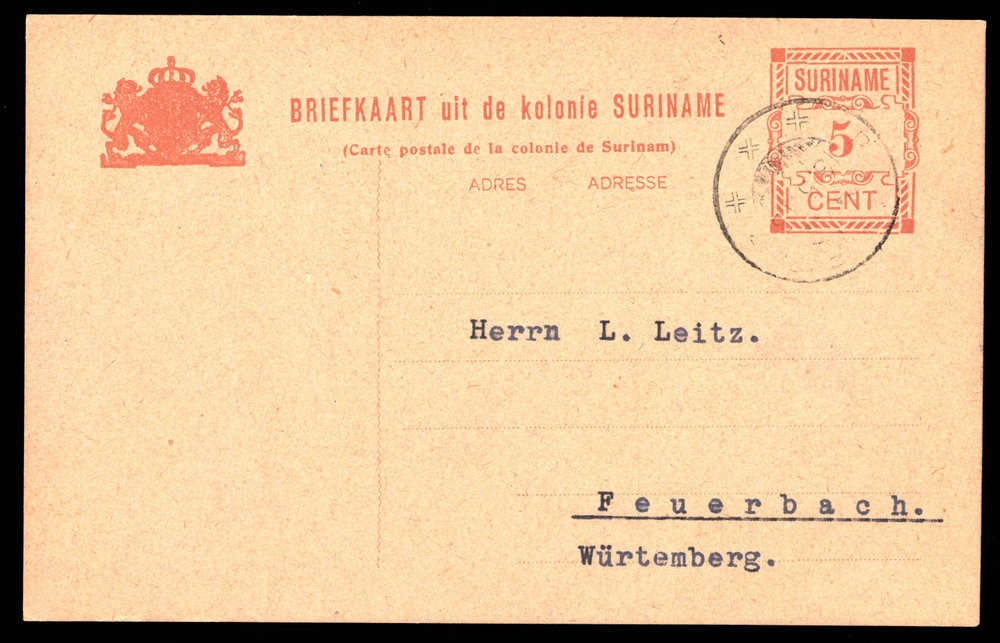 BRIEFKAART uit de kolonie SURINAME
(Carte postale de la colonie de Surinam)
ADRES ADRESSE
SURINAME
5
CENT
Herrn L. Leitz.
Feuerbach.
Würtemberg.